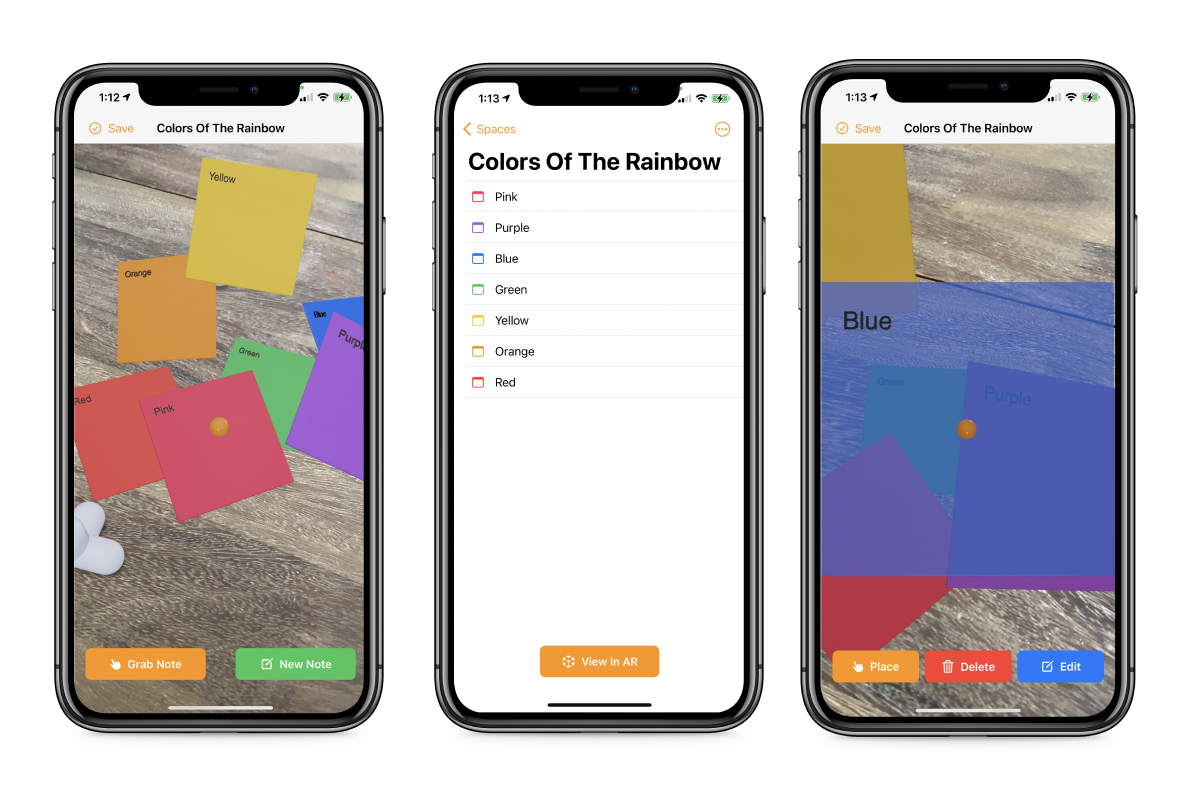 1:12
Save Colors Of The Rainbow
Yellow
Orange
Blue
Purpl
Green
Red
Pink
Grab Note New Note
1:13
Spaces
Colors Of The Rainbow
Pink
Purple
Blue
Green
Yellow
Orange
Red
View In AR
1:13
Save Colors Of The Rainbow
Blue
Green
Purple
Place Delete Edit